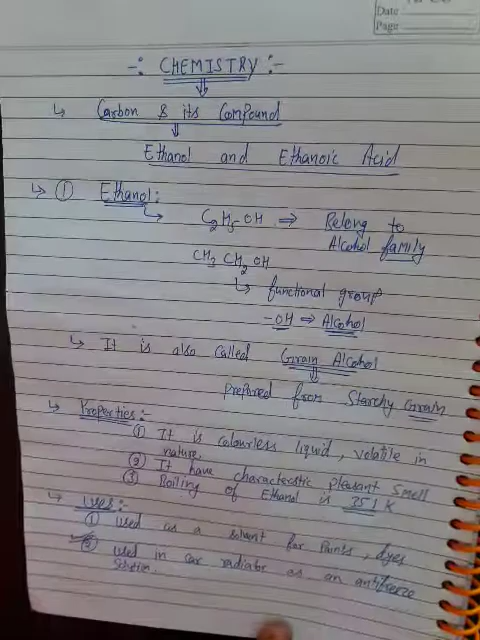 Date
Page
-: CHEMISTRY :-
Carbon & its Compound
Ethanol and Ethanoic Acid
① Ethanol:
C2H5-OH ⇒ Belong to
Alcohol family
CH3 CH2 OH
functional group
-OH ⇒ Alcohol
It is also called Grain Alcohol
Prepared from Starchy Grain
Properties:-
① It is colourless liquid, volatile in
nature.
② It have characteristic pleasant smell
③ Boiling of Ethanol is 351 K
Uses:
① used as a solvent for Paints, dyes
② used in car radiator as an antifreeze
Solution.